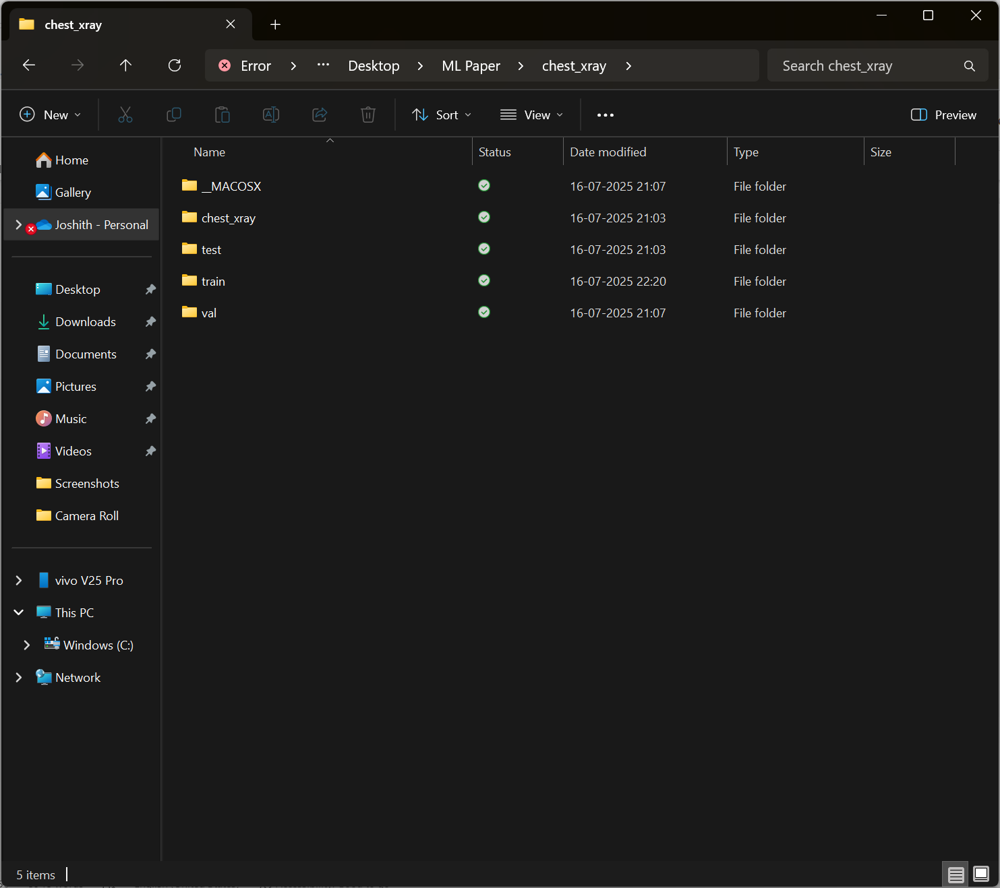 chest_xray
Error > ... Desktop > ML Paper > chest_xray >
Search chest_xray
New
Sort
View
Preview
Name Status Date modified Type Size
__MACOSX 16-07-2025 21:07 File folder
chest_xray 16-07-2025 21:03 File folder
test 16-07-2025 21:03 File folder
train 16-07-2025 22:20 File folder
val 16-07-2025 21:07 File folder
Home
Gallery
Joshith - Personal
Desktop
Downloads
Documents
Pictures
Music
Videos
Screenshots
Camera Roll
vivo V25 Pro
This PC
Windows (C:)
Network
5 items